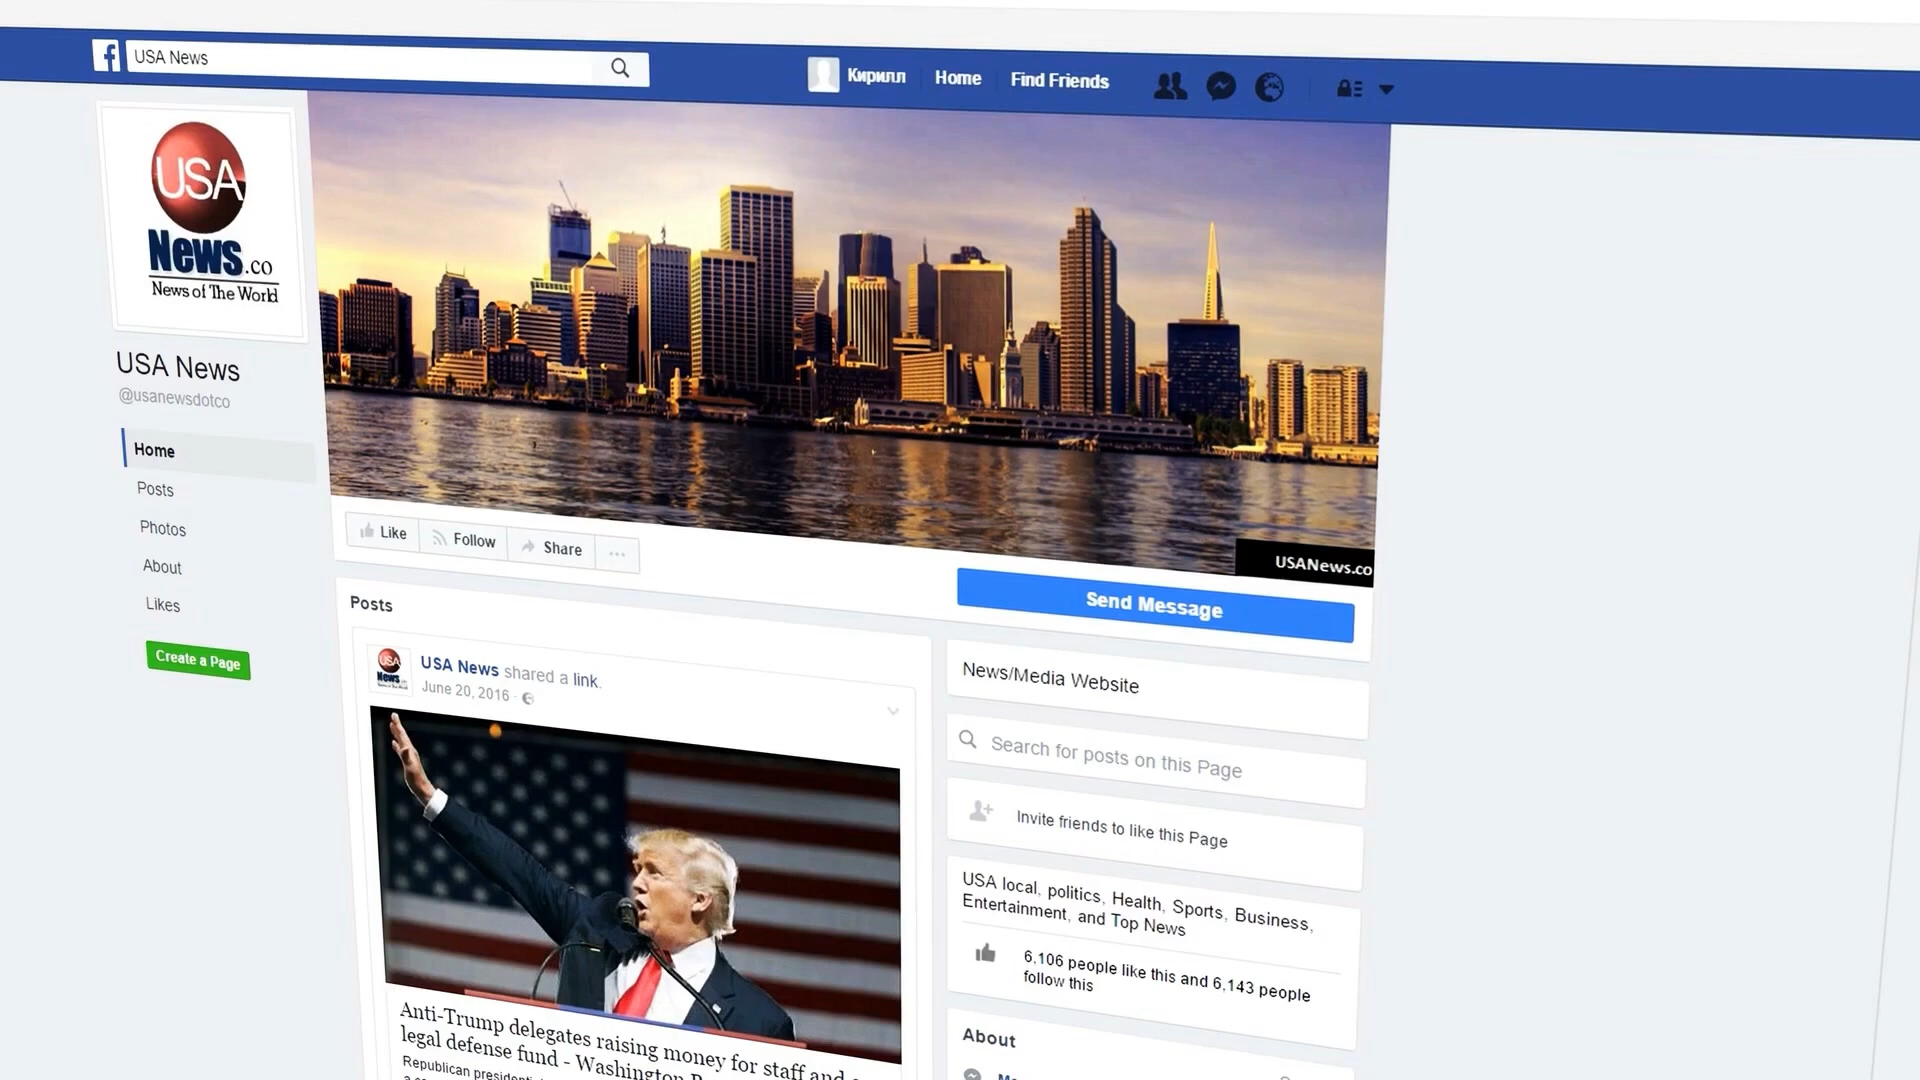 USA News
Кирилл
Home
Find Friends
USA
News.co
News of The World
USA News
@usanewsdotco
Home
Posts
Photos
About
Likes
Create a Page
USANews.co
Like
Follow
Share
Send Message
Posts
USA
News
USA News shared a link.
June 20, 2016
Anti-Trump delegates raising money for staff and
legal defense fund - Washington
Republican
News/Media Website
Search for posts on this Page
Invite friends to like this Page
USA local, politics, Health, Sports, Business,
Entertainment, and Top News
6,106 people like this and 6,143 people
follow this
About